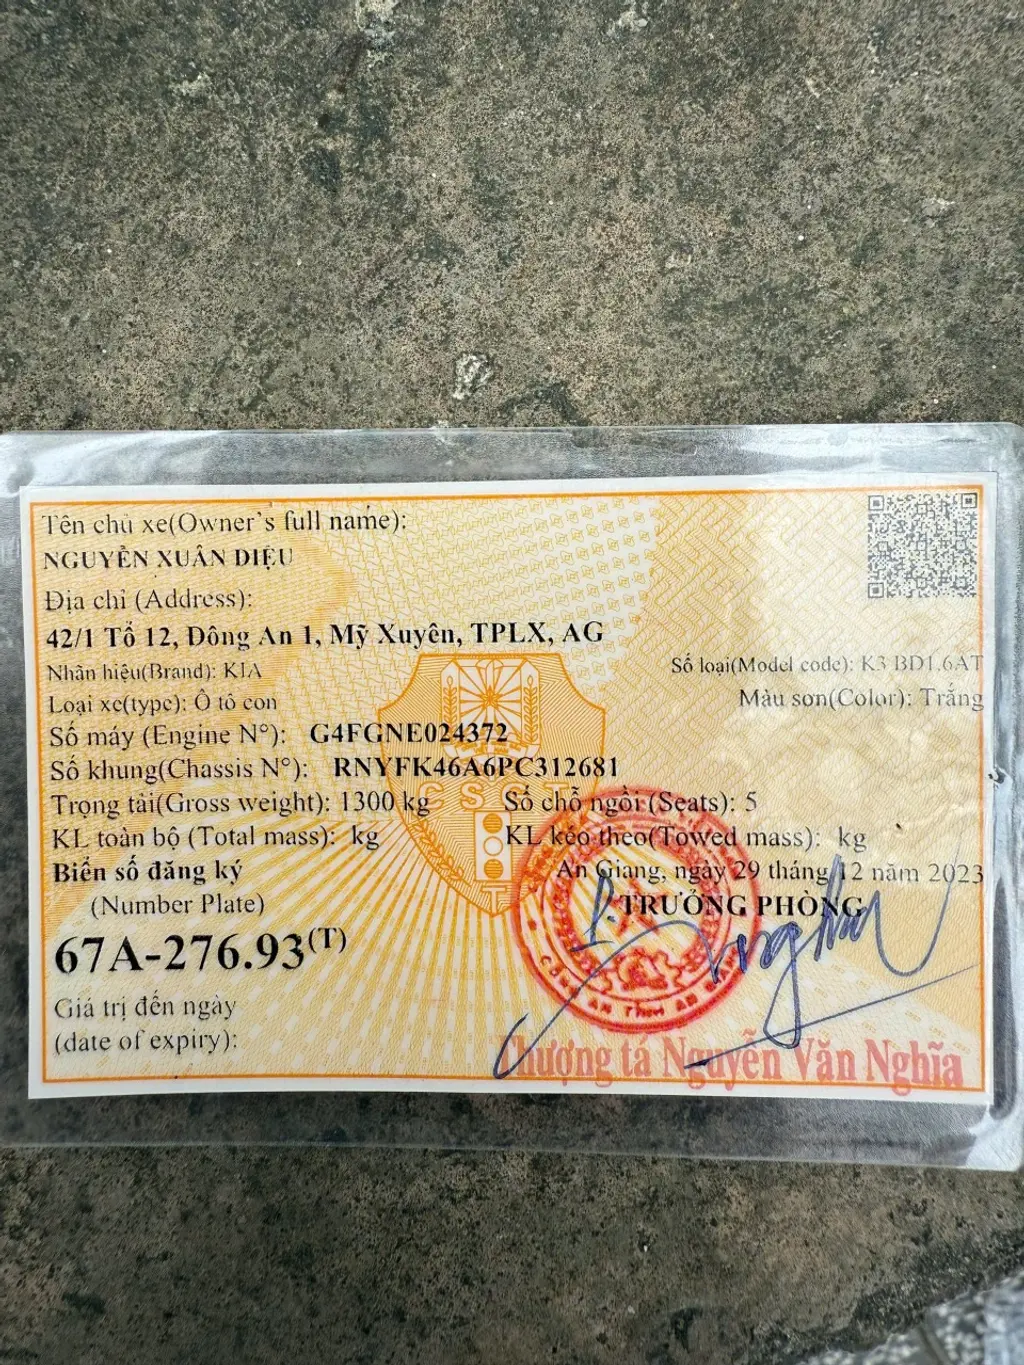 Tên chủ xe(Owner's full name):
NGUYỄN XUÂN DIỆU
Địa chỉ (Address):
42/1 Tổ 12, Đông An 1, Mỹ Xuyên, TPLX, AG
Nhãn hiệu(Brand): KIA Số loại(Model code): K3 BD1.6AT
Loại xe(type): Ô tô con Màu sơn(Color): Trắng
Số máy (Engine N°): G4FGNE024372
Số khung(Chassis N°): RNYFK46A6PC312681
Trọng tải(Gross weight): 1300 kg Số chỗ ngồi (Seats): 5
KL toàn bộ (Total mass): kg KL kéo theo(Towed mass): kg
Biển số đăng ký An Giang, ngày 29 tháng 12 năm 2023
(Number Plate) P. TRƯỞNG PHÒNG
67A-276.93(T)
Giá trị đến ngày
(date of expiry):
CÔNG AN TỈNH AN
Thượng tá Nguyễn Văn Nghĩa